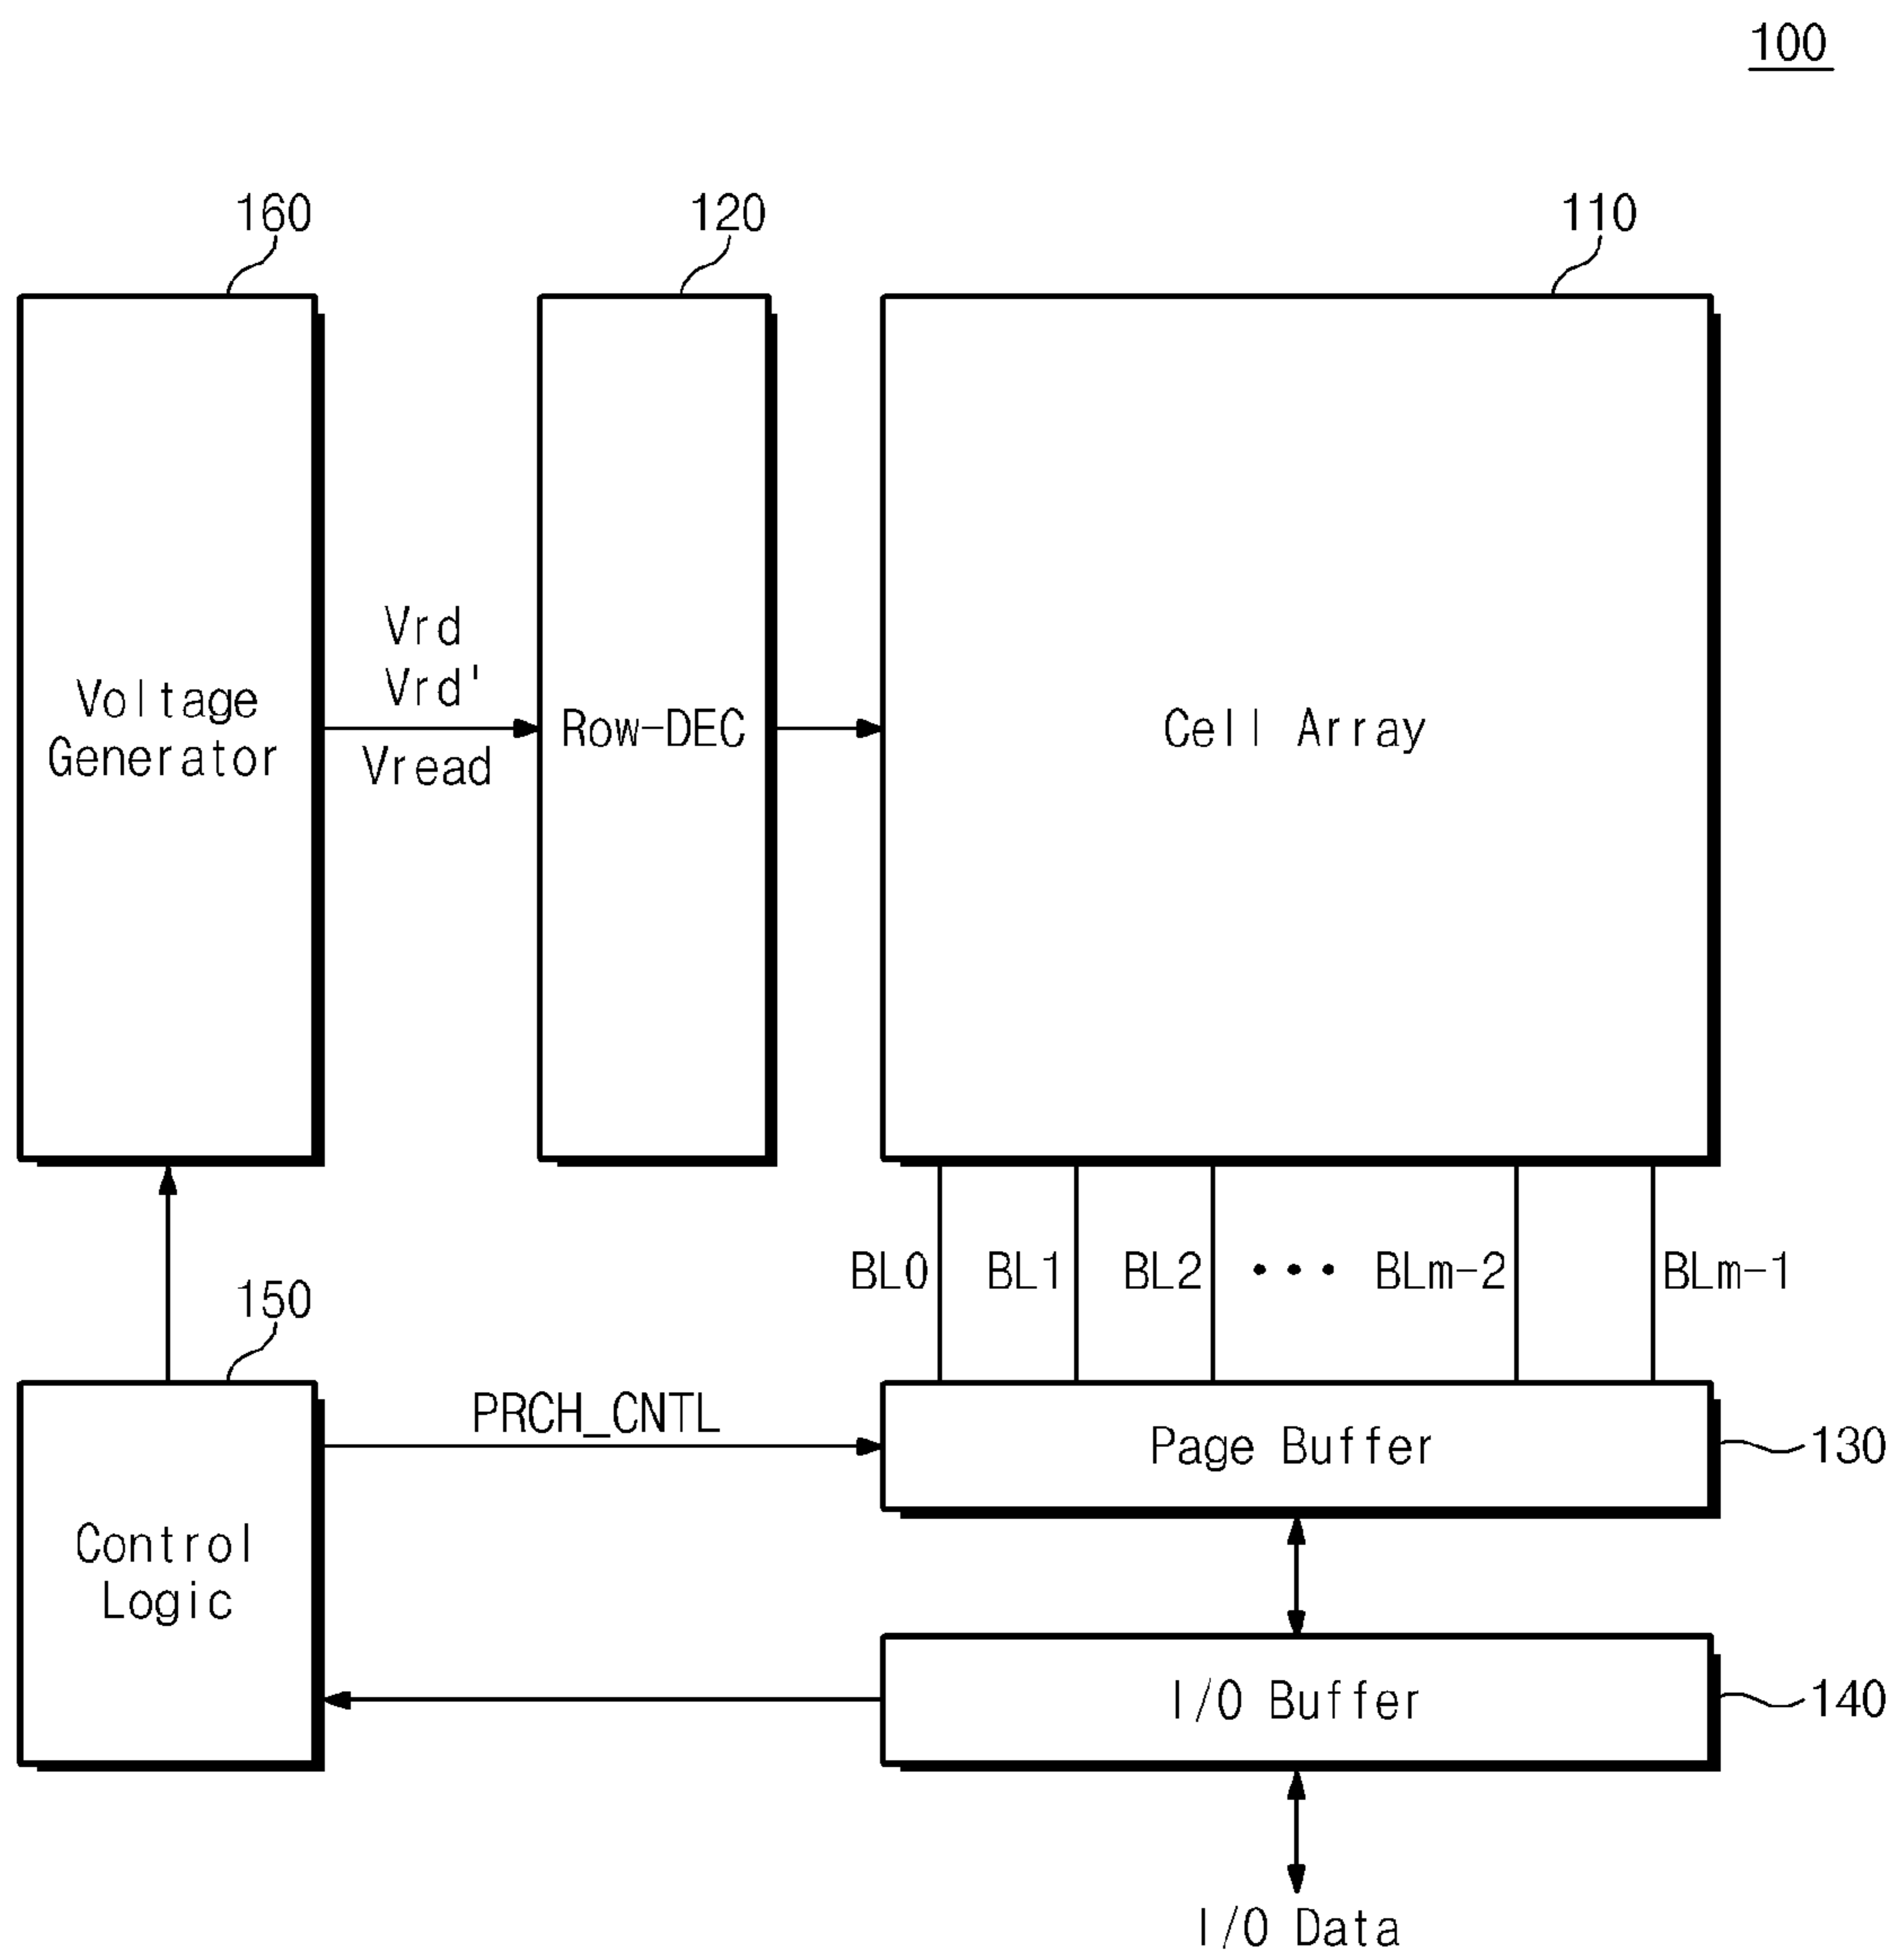 100
160
120
110
Vrd
Vrd'
Vread
Voltage
Generator
Row-DEC
Cell Array
BL0
BL1
BL2
•••
BLm-2
BLm-1
150
PRCH_CNTL
Page Buffer
130
Control
Logic
I/O Buffer
140
I/O Data